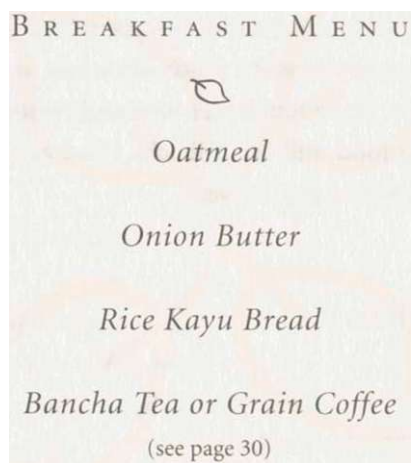 BREAKFAST MENU
Oatmeal
Onion Butter
Rice Kayu Bread
Bancha Tea or Grain Coffee
(see page 30)